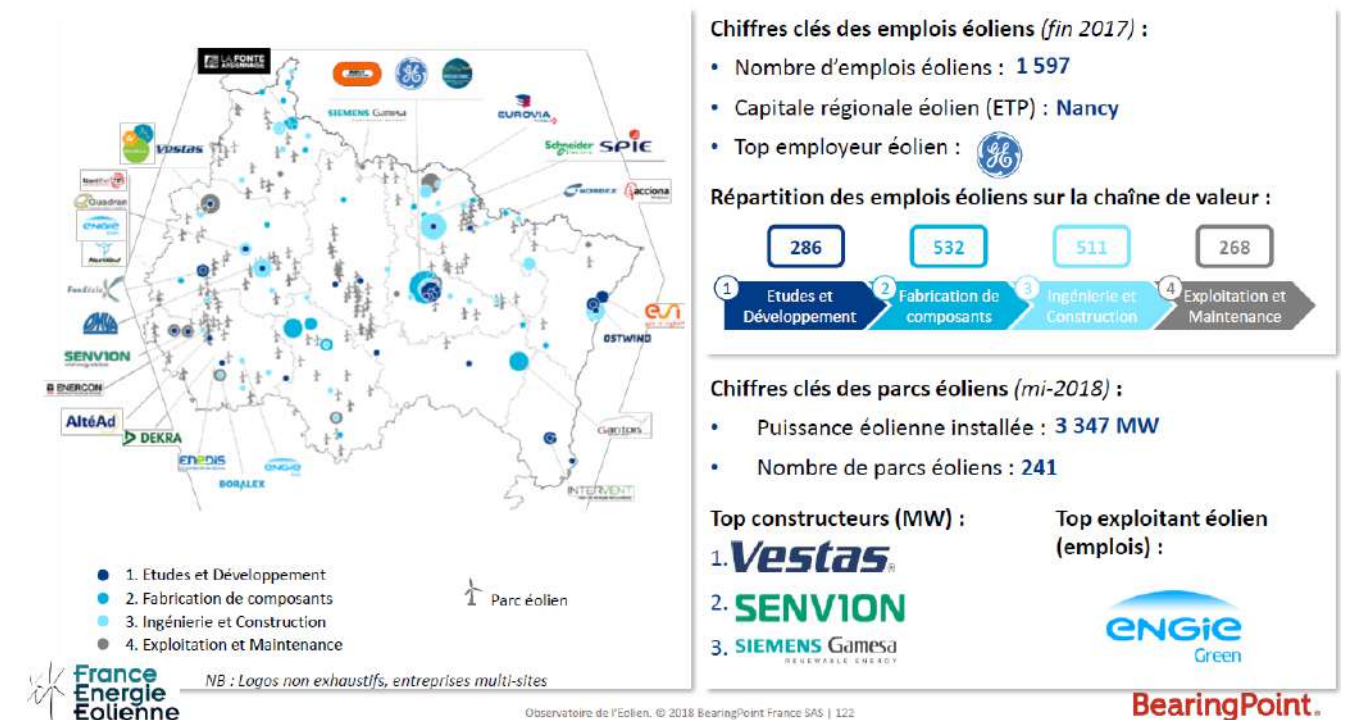 LA FONTE
ARDENNAISE
SIEMENS Gamesa
EUROVIA
Schneider
SPIE
Vestas
NORDEX
acciona
Quadran
ENGIE
SENVION
ENERCON
AltéAd
DEKRA
ENEDIS
ENGIE
BORALEX
OSTWIND
Gantois
INTERVENT
1. Etudes et Développement
2. Fabrication de composants
3. Ingénierie et Construction
4. Exploitation et Maintenance
Parc éolien
France
Energie
Eolienne
NB : Logos non exhaustifs, entreprises multi-sites
Chiffres clés des emplois éoliens (fin 2017) :
• Nombre d'emplois éoliens : 1 597
• Capitale régionale éolien (ETP) : Nancy
• Top employeur éolien :
Répartition des emplois éoliens sur la chaîne de valeur :
286
532
511
268
1 Etudes et
Développement
2 Fabrication de
composants
3 Ingénierie et
Construction
4 Exploitation et
Maintenance
Chiffres clés des parcs éoliens (mi-2018) :
• Puissance éolienne installée : 3 347 MW
• Nombre de parcs éoliens : 241
Top constructeurs (MW) :
1. Vestas
2. SENVION
3. SIEMENS Gamesa
RENEWABLE ENERGY
Top exploitant éolien
(emplois) :
ENGIE
Green
Observatoire de l'Eolien. © 2018 BearingPoint France SAS | 122
BearingPoint.